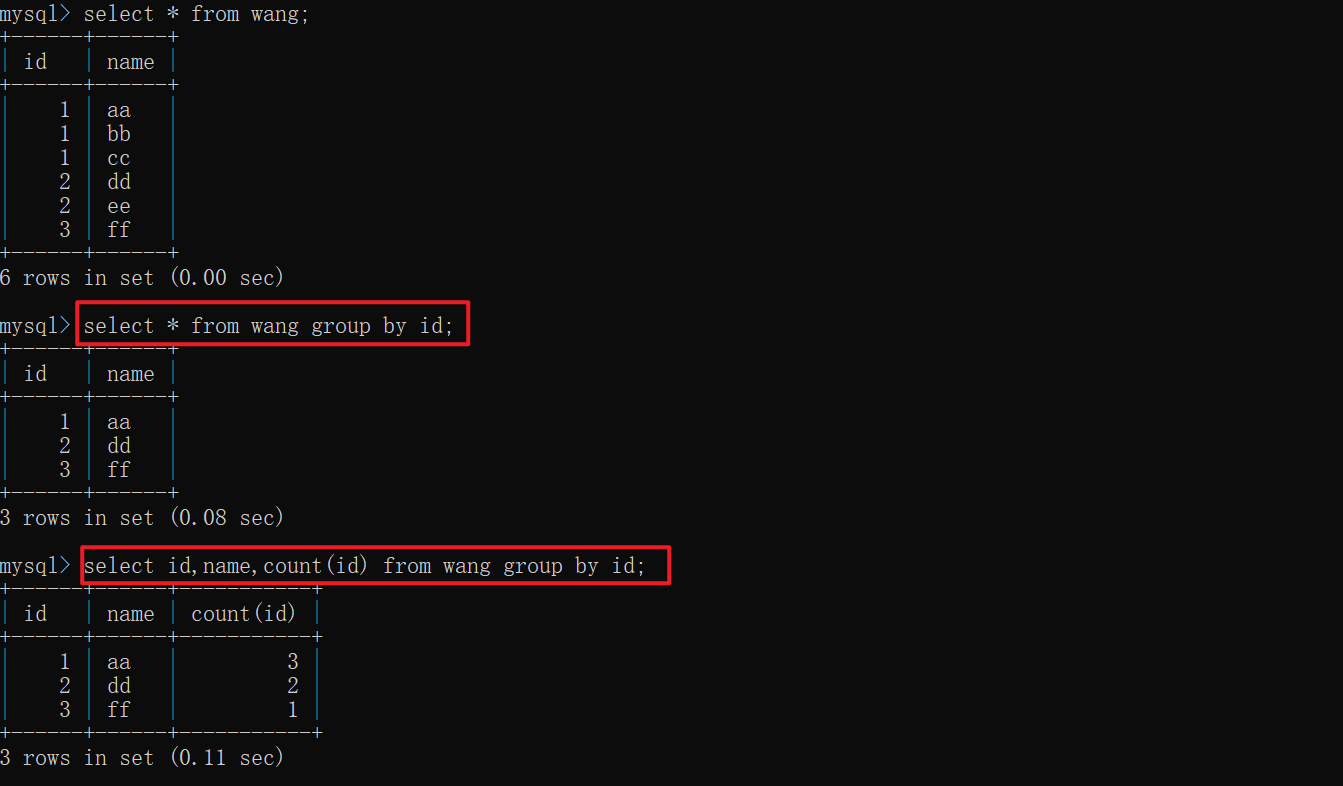 mysql> select * from wang;
+------+------+
| id   | name |
+------+------+
|    1 | aa   |
|    1 | bb   |
|    1 | cc   |
|    2 | dd   |
|    2 | ee   |
|    3 | ff   |
+------+------+
6 rows in set (0.00 sec)
mysql> select * from wang group by id;
+------+------+
| id   | name |
+------+------+
|    1 | aa   |
|    2 | dd   |
|    3 | ff   |
+------+------+
3 rows in set (0.08 sec)
mysql> select id,name,count(id) from wang group by id;
+------+------+-----------+
| id   | name | count(id) |
+------+------+-----------+
|    1 | aa   |         3 |
|    2 | dd   |         2 |
|    3 | ff   |         1 |
+------+------+-----------+
3 rows in set (0.11 sec)